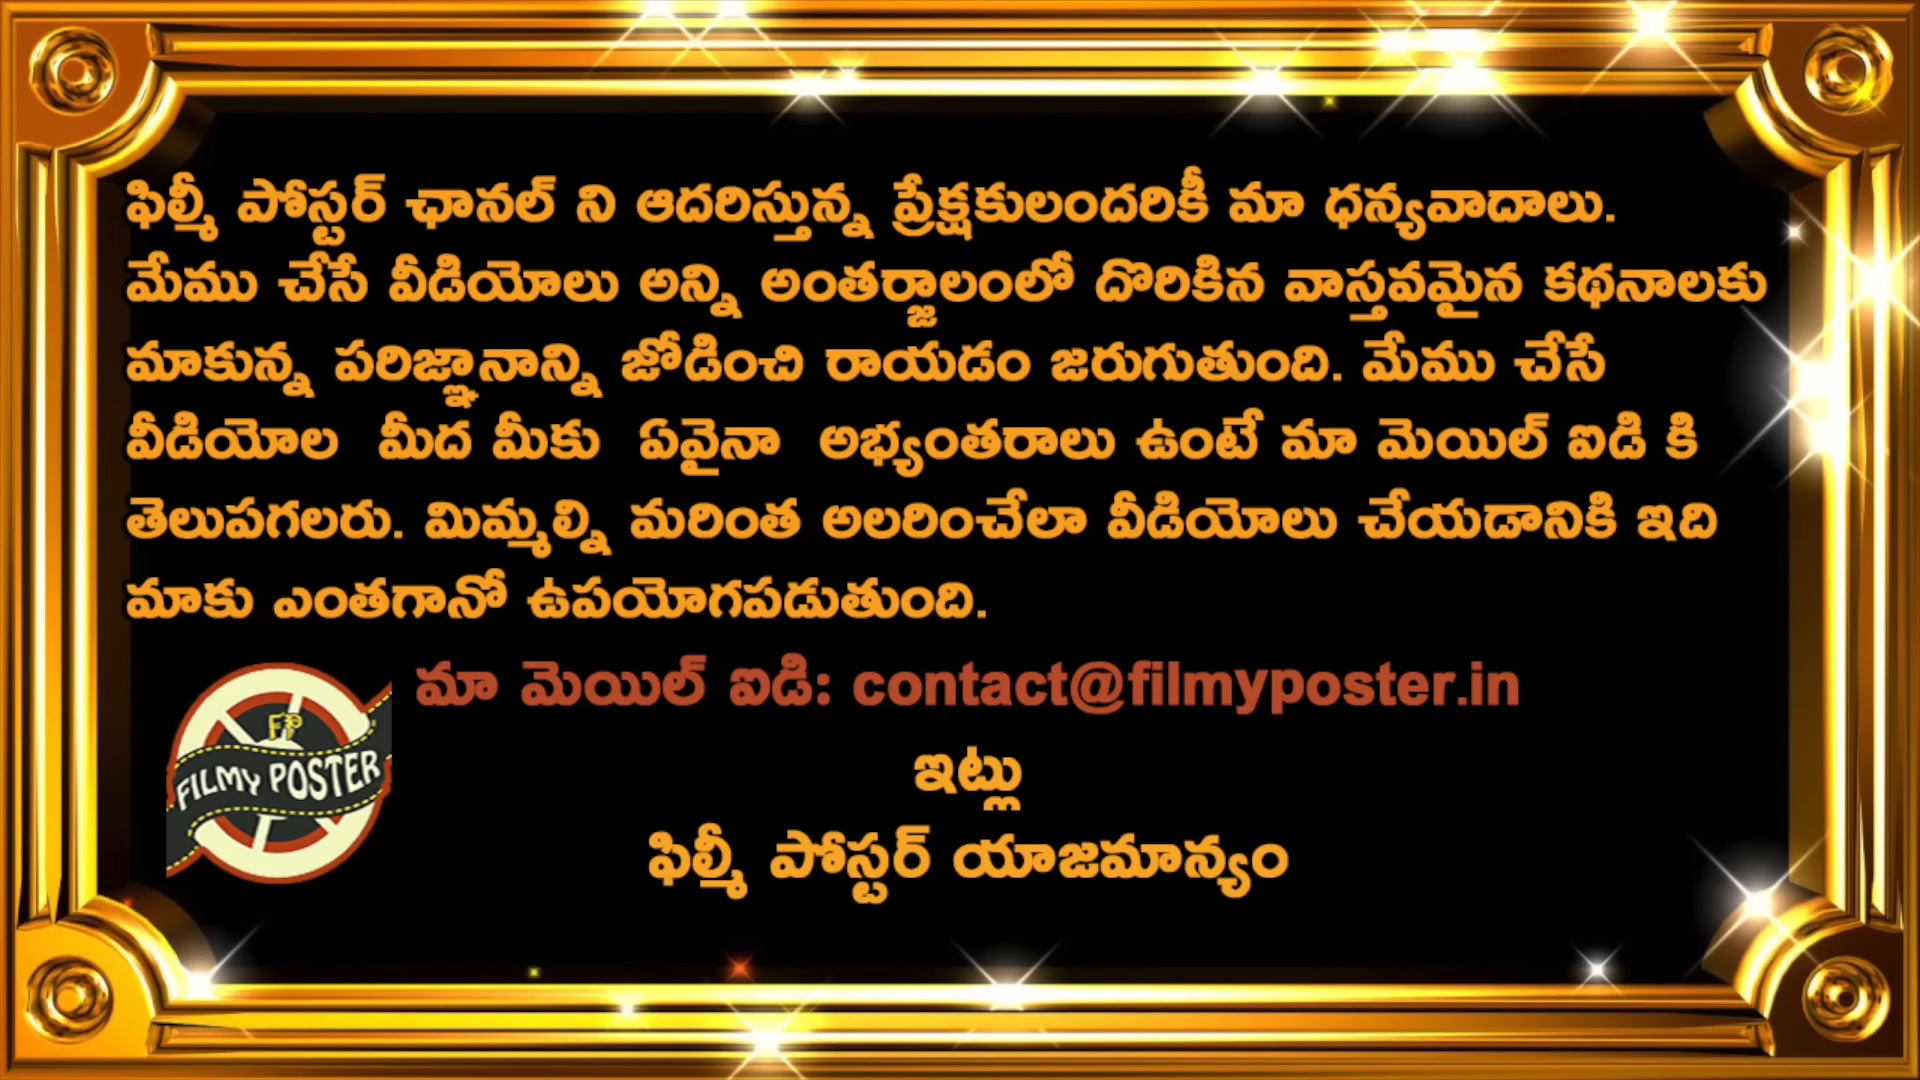 ఫిల్మీ పోస్టర్ ఛానల్ ని ఆదరిస్తున్న ప్రేక్షకులందరికీ మా ధన్యవాదాలు.
మేము చేసే వీడియోలు అన్ని అంతర్జాలంలో దొరికిన వాస్తవమైన కథనాలకు
మాకున్న పరిజ్ఞానాన్ని జోడించి రాయడం జరుగుతుంది. మేము చేసే
వీడియోల మీద మీకు ఏవైనా అభ్యంతరాలు ఉంటే మా మెయిల్ ఐడి కి
తెలుపగలరు. మిమ్మల్ని మరింత అలరించేలా వీడియోలు చేయడానికి ఇది
మాకు ఎంతగానో ఉపయోగపడుతుంది.
మా మెయిల్ ఐడి: contact@filmyposter.in
FP
FILMY POSTER
ఇట్లు
ఫిల్మీ పోస్టర్ యాజమాన్యం